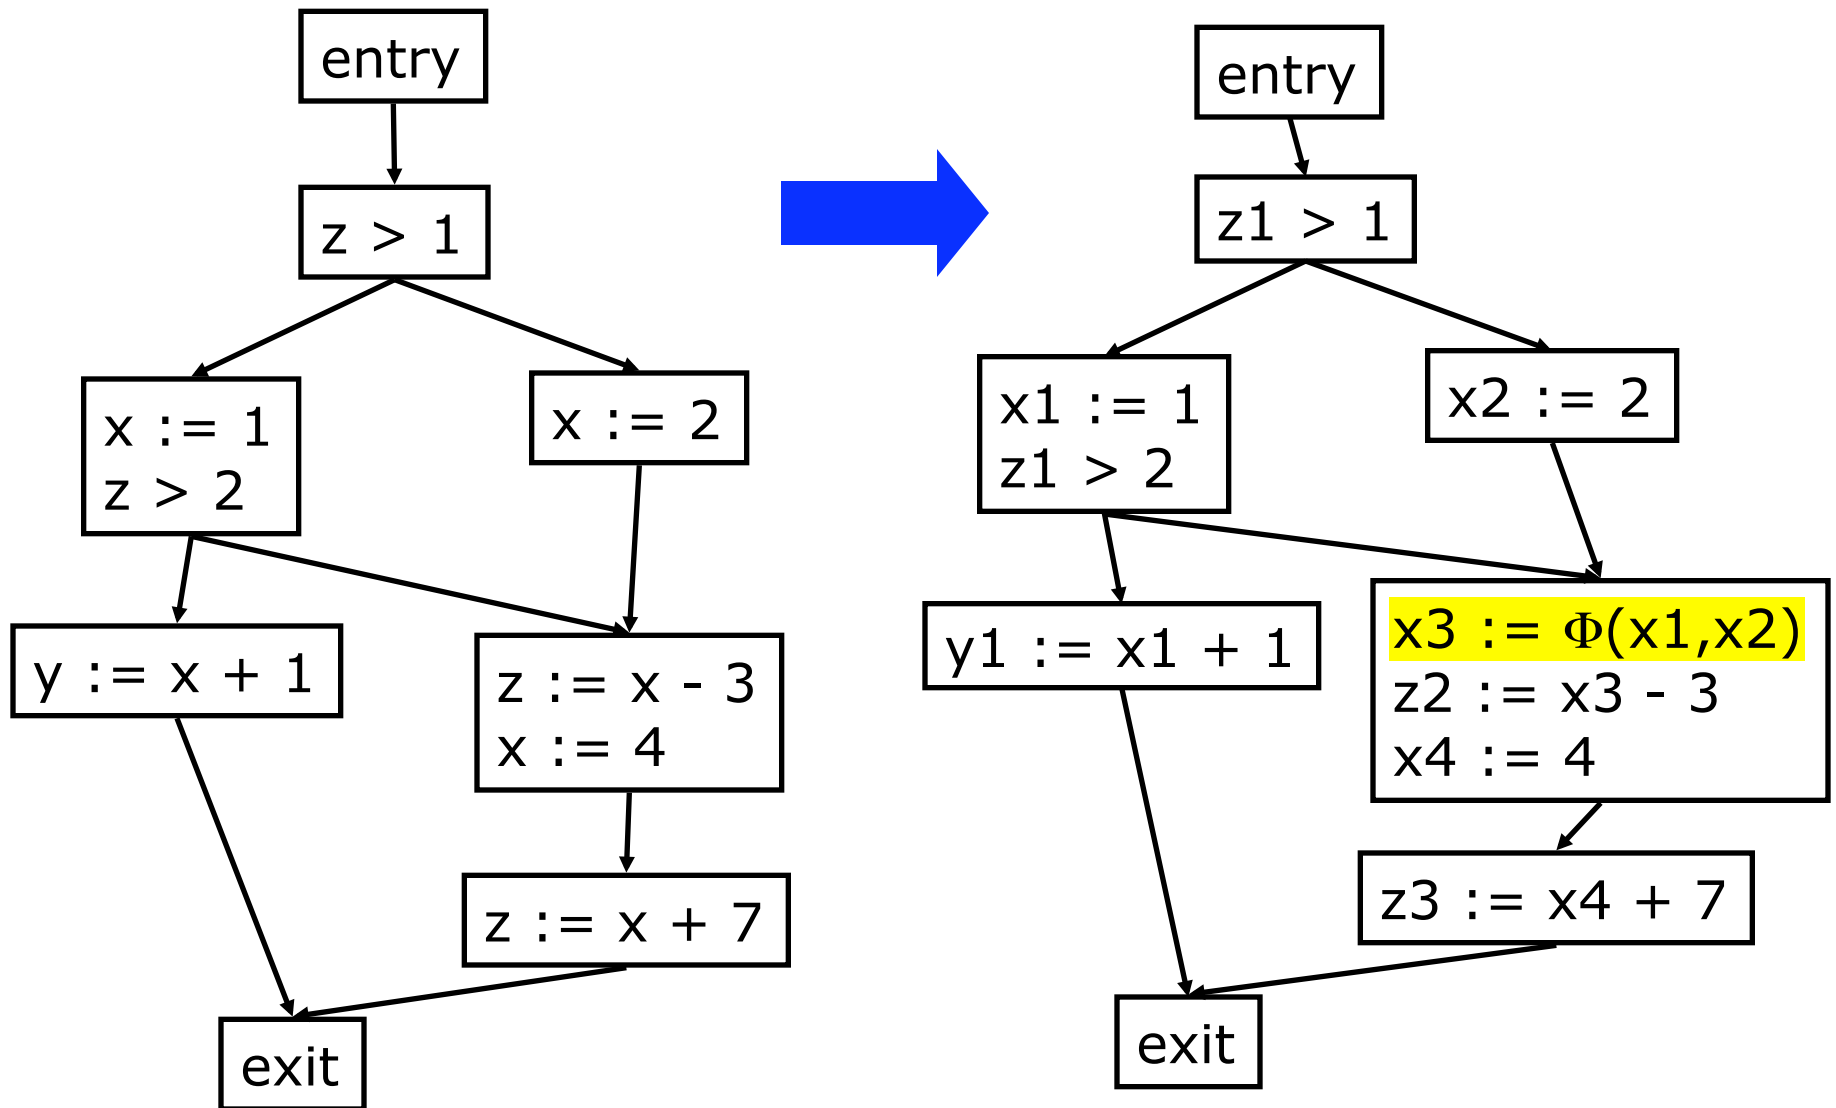 entry
z > 1
x := 1
z > 2
x := 2
y := x + 1
z := x - 3
x := 4
z := x + 7
exit
entry
z1 > 1
x1 := 1
z1 > 2
x2 := 2
y1 := x1 + 1
x3 := Φ(x1,x2)
z2 := x3 - 3
x4 := 4
z3 := x4 + 7
exit